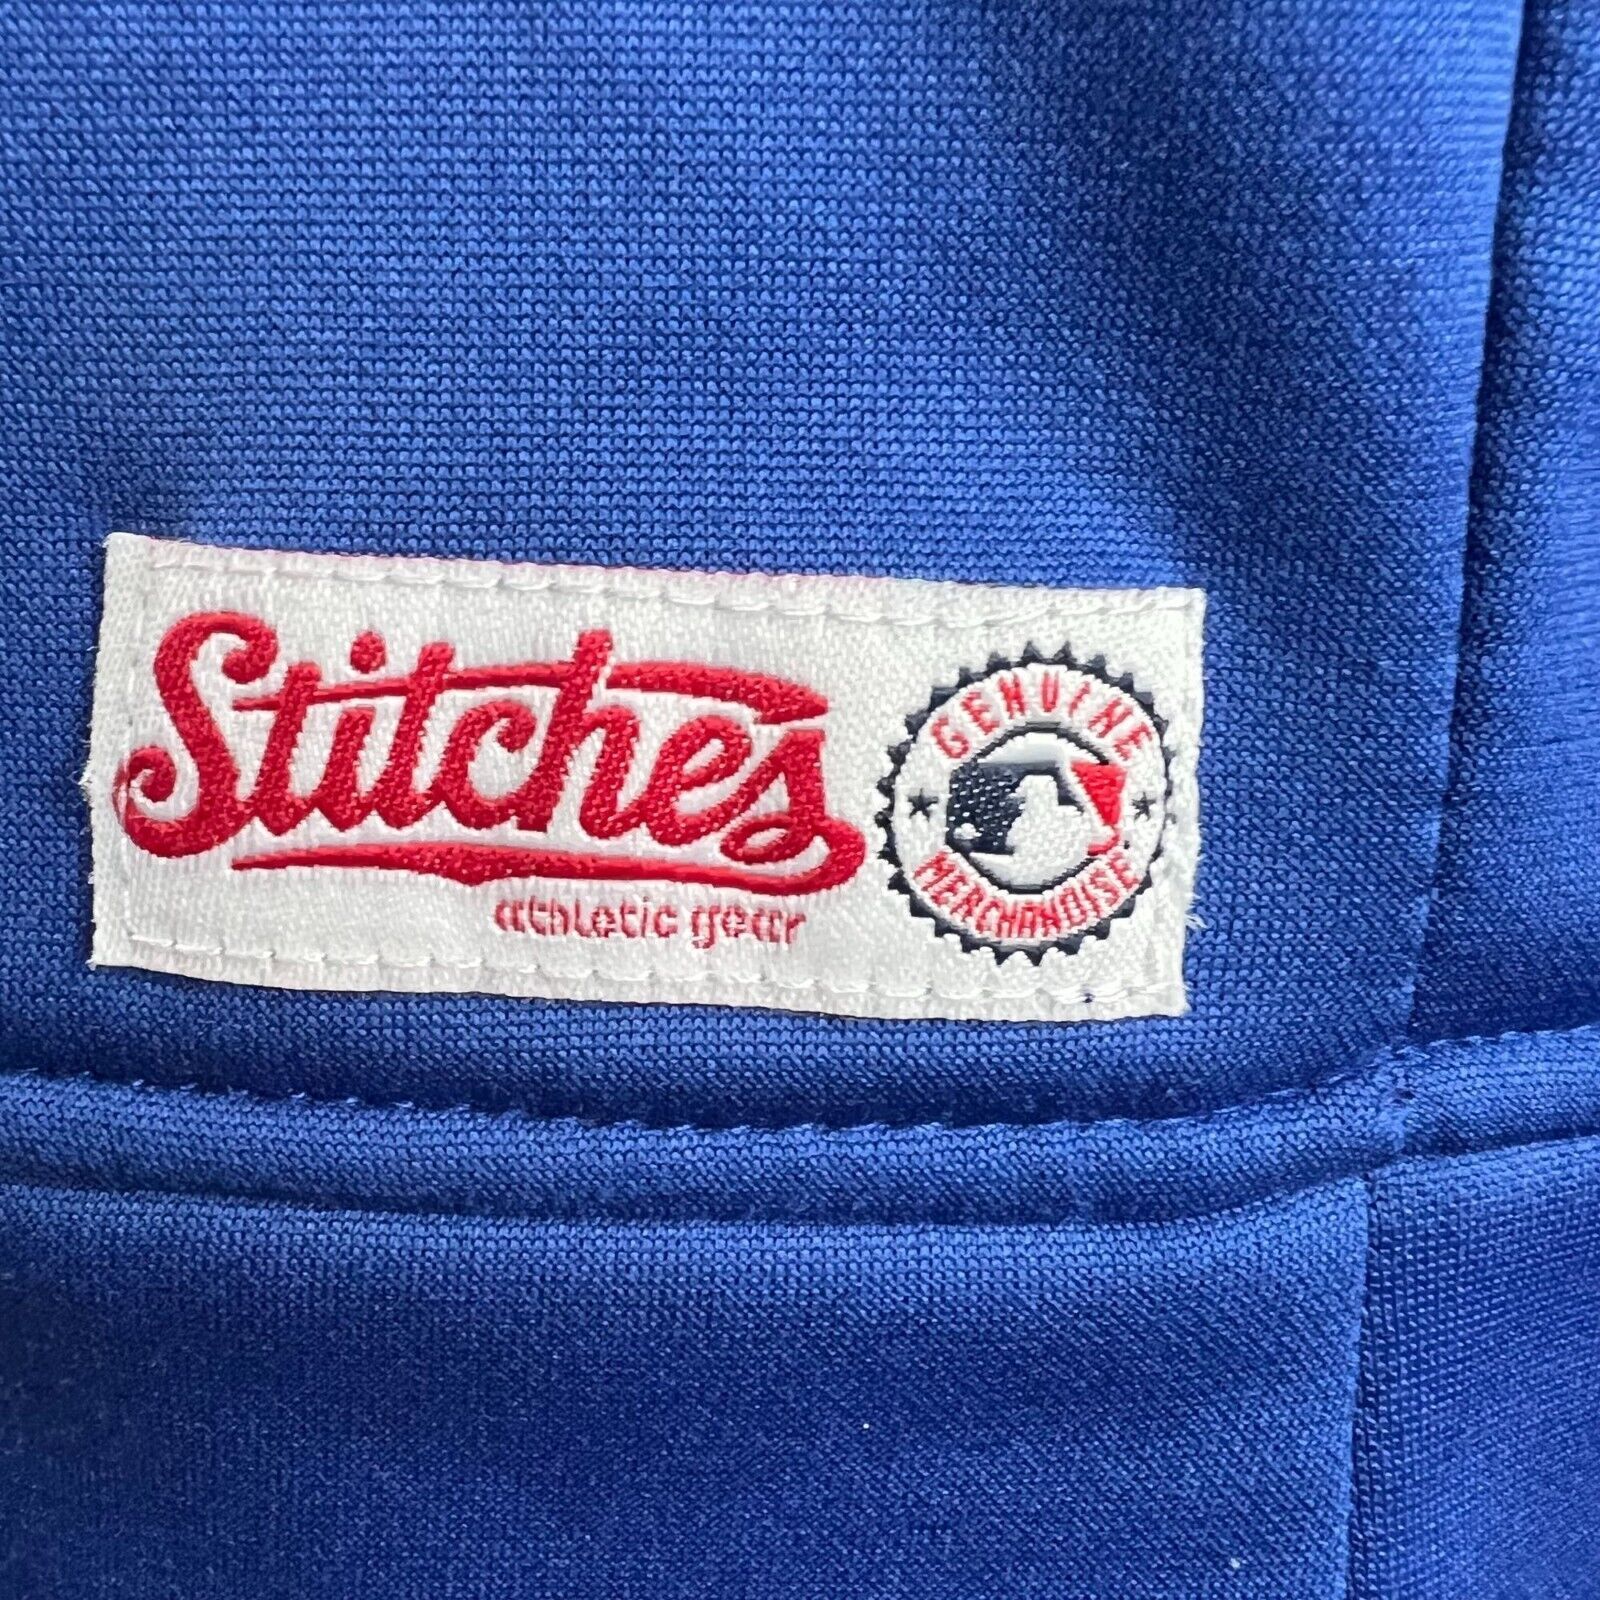 Stitches
athletic gear
GENUINE
MERCHANDISE